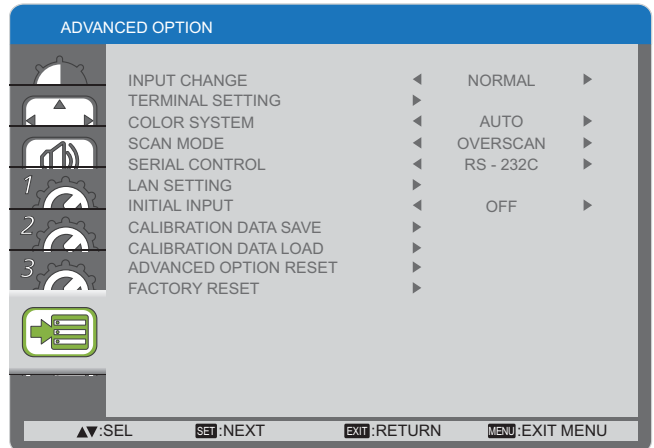 ADVANCED OPTION
INPUT CHANGE NORMAL
TERMINAL SETTING
COLOR SYSTEM AUTO
SCAN MODE OVERSCAN
SERIAL CONTROL RS - 232C
1 LAN SETTING
INITIAL INPUT OFF
2 CALIBRATION DATA SAVE
CALIBRATION DATA LOAD
3 ADVANCED OPTION RESET
FACTORY RESET
▲▼:SEL SET:NEXT EXIT:RETURN MENU:EXIT MENU